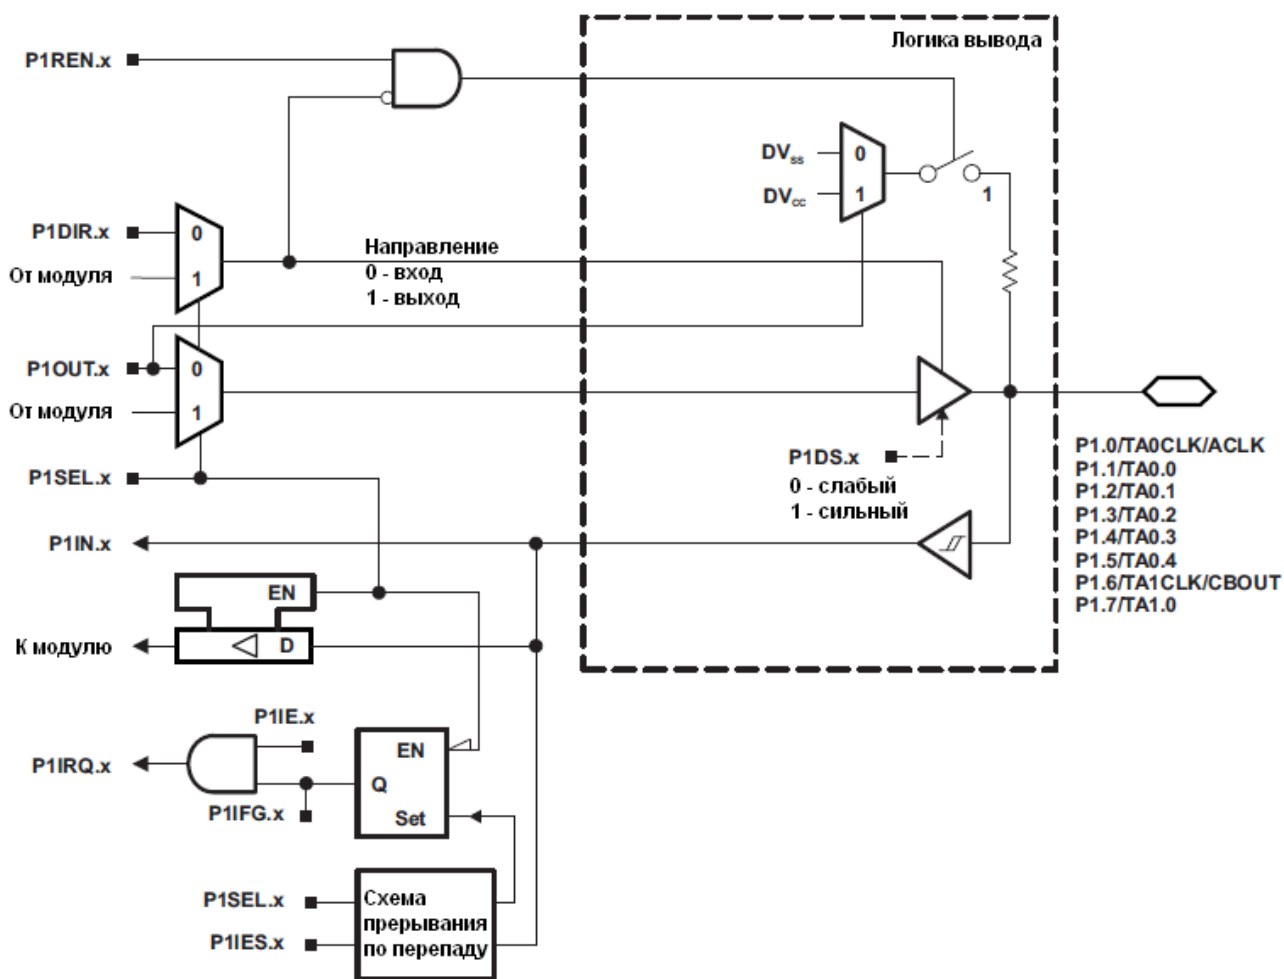 Логика вывода
P1REN.x
DVss
0
DVcc
1
1
P1DIR.x
0
От модуля
1
Направление
0 - вход
1 - выход
P1OUT.x
0
От модуля
1
P1SEL.x
P1DS.x
0 - слабый
1 - сильный
P1.0/TA0CLK/ACLK
P1.1/TA0.0
P1.2/TA0.1
P1.3/TA0.2
P1.4/TA0.3
P1.5/TA0.4
P1.6/TA1CLK/CBOUT
P1.7/TA1.0
P1IN.x
EN
К модулю
D
P1IE.x
P1IRQ.x
EN
Q
P1IFG.x
Set
P1SEL.x
P1IES.x
Схема
прерывания
по перепаду